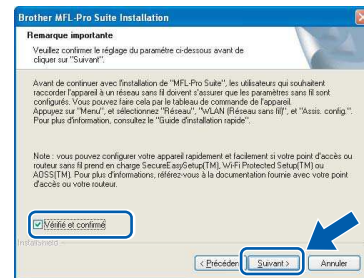 Brother MFL-Pro Suite Installation
Remarque importante
Veuillez confirmer le réglage du paramètre ci-dessous avant de
cliquer sur "Suivant".
Avant de continuer avec l'installation de "MFL-Pro Suite", les utilisateurs qui souhaitent
raccorder l'appareil à un réseau sans fil doivent s'assurer que les paramètres sans fil sont
configurés. Vous pouvez faire cela par le tableau de commande de l'appareil.
Appuyez sur "Menu", et sélectionnez "Réseau", "WLAN (Réseau sans fil)", et "Assis. config.".
Pour plus d'information, consultez le "Guide d'installation rapide".
Note : vous pouvez configurer votre appareil rapidement et facilement si votre point d'accès ou
routeur sans fil prend en charge SecureEasySetup(TM), Wi-Fi Protected Setup(TM) ou
AOSS(TM). Pour plus d'informations, référez-vous à la documentation fournie avec votre point
d'accès ou votre routeur.
Vérifié et confirmé
InstallShield
< Précéden Suivant > Annuler